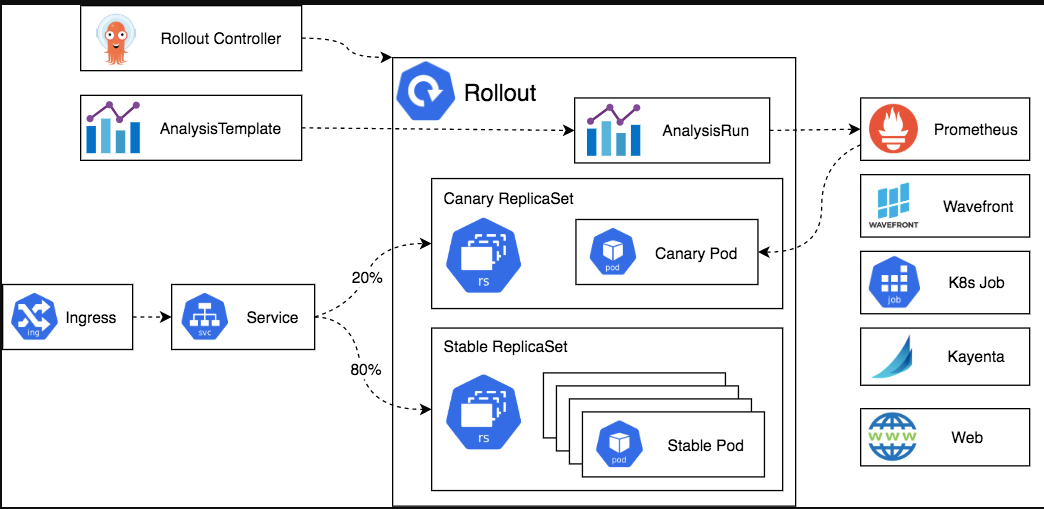 Rollout Controller
Rollout
AnalysisTemplate
AnalysisRun
Prometheus
Canary ReplicaSet
Wavefront
WAVEFRONT
Canary Pod
pod
rs
20%
K8s Job
job
Ingress
ing
Service
svc
Stable ReplicaSet
Kayenta
80%
rs
Stable Pod
pod
Web
WWW